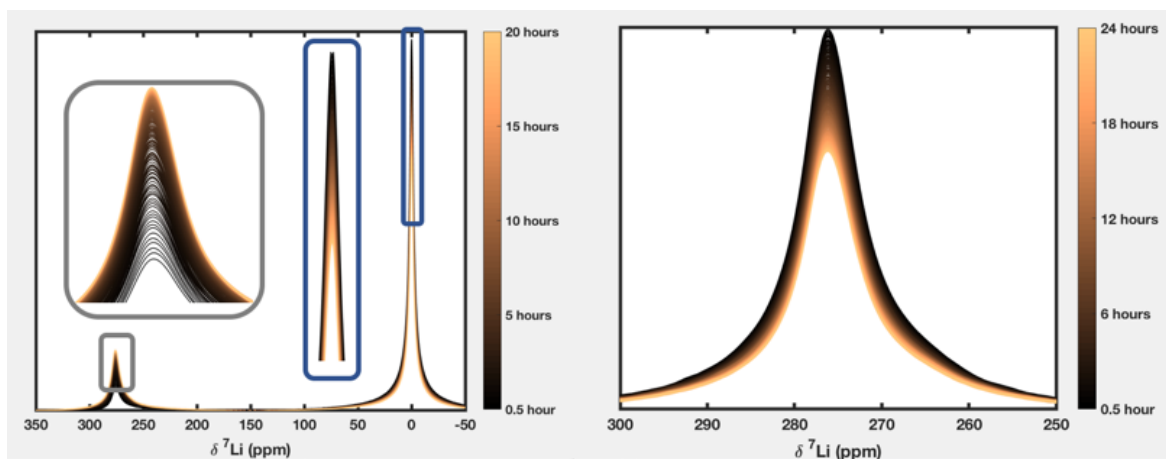 20 hours
15 hours
10 hours
5 hours
0.5 hour
350 300 250 200 150 100 50 0 -50
δ ⁷Li (ppm)
24 hours
18 hours
12 hours
6 hours
0.5 hour
300 290 280 270 260 250
δ ⁷Li (ppm)